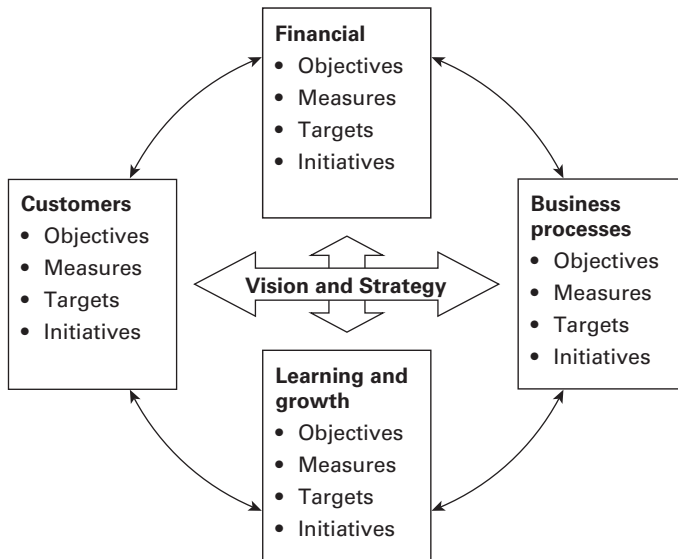 Financial
• Objectives
• Measures
• Targets
• Initiatives
Customers
• Objectives
• Measures
• Targets
• Initiatives
Vision and Strategy
Business
processes
• Objectives
• Measures
• Targets
• Initiatives
Learning and
growth
• Objectives
• Measures
• Targets
• Initiatives